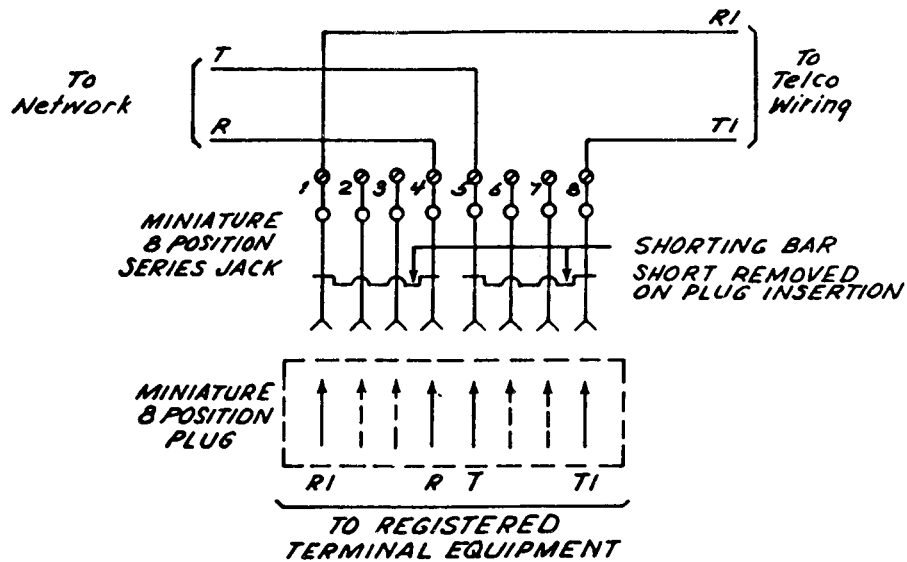 R1
T
To
Network
To
Telco
Wiring
R
T1
1 2 3 4 5 6 7 8
MINIATURE
8 POSITION
SERIES JACK
SHORTING BAR
SHORT REMOVED
ON PLUG INSERTION
MINIATURE
8 POSITION
PLUG
R1 R T T1
TO REGISTERED
TERMINAL EQUIPMENT